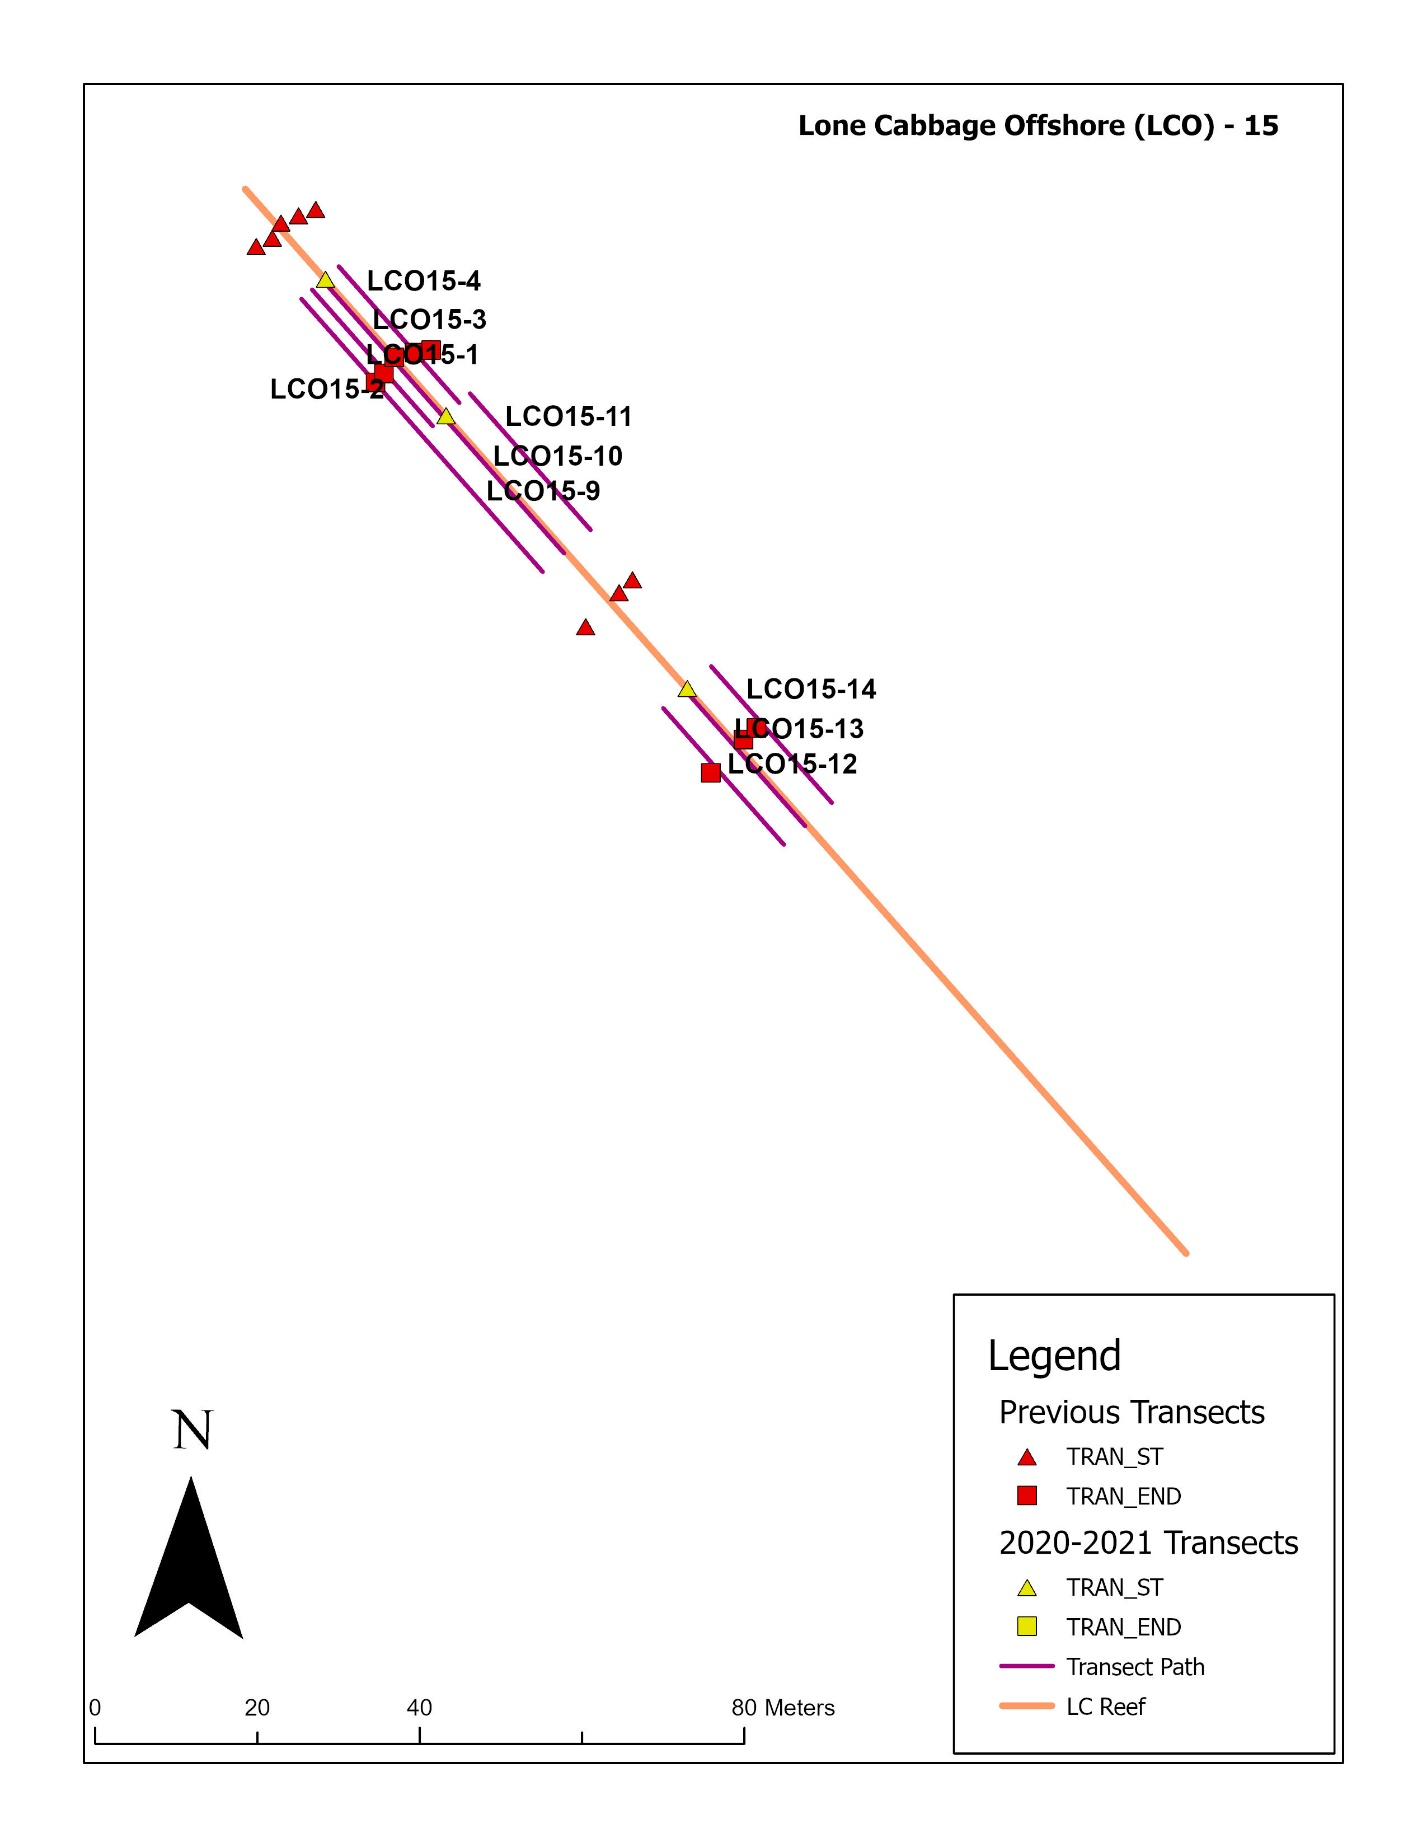 Lone Cabbage Offshore (LCO) - 15
LCO15-4
LCO15-3
LCO15-1
LCO15-2
LCO15-11
LCO15-10
LCO15-9
LCO15-14
LCO15-13
LCO15-12
Legend
Previous Transects
TRAN_ST
TRAN_END
2020-2021 Transects
TRAN_ST
TRAN_END
Transect Path
LC Reef
N
0 20 40 80 Meters